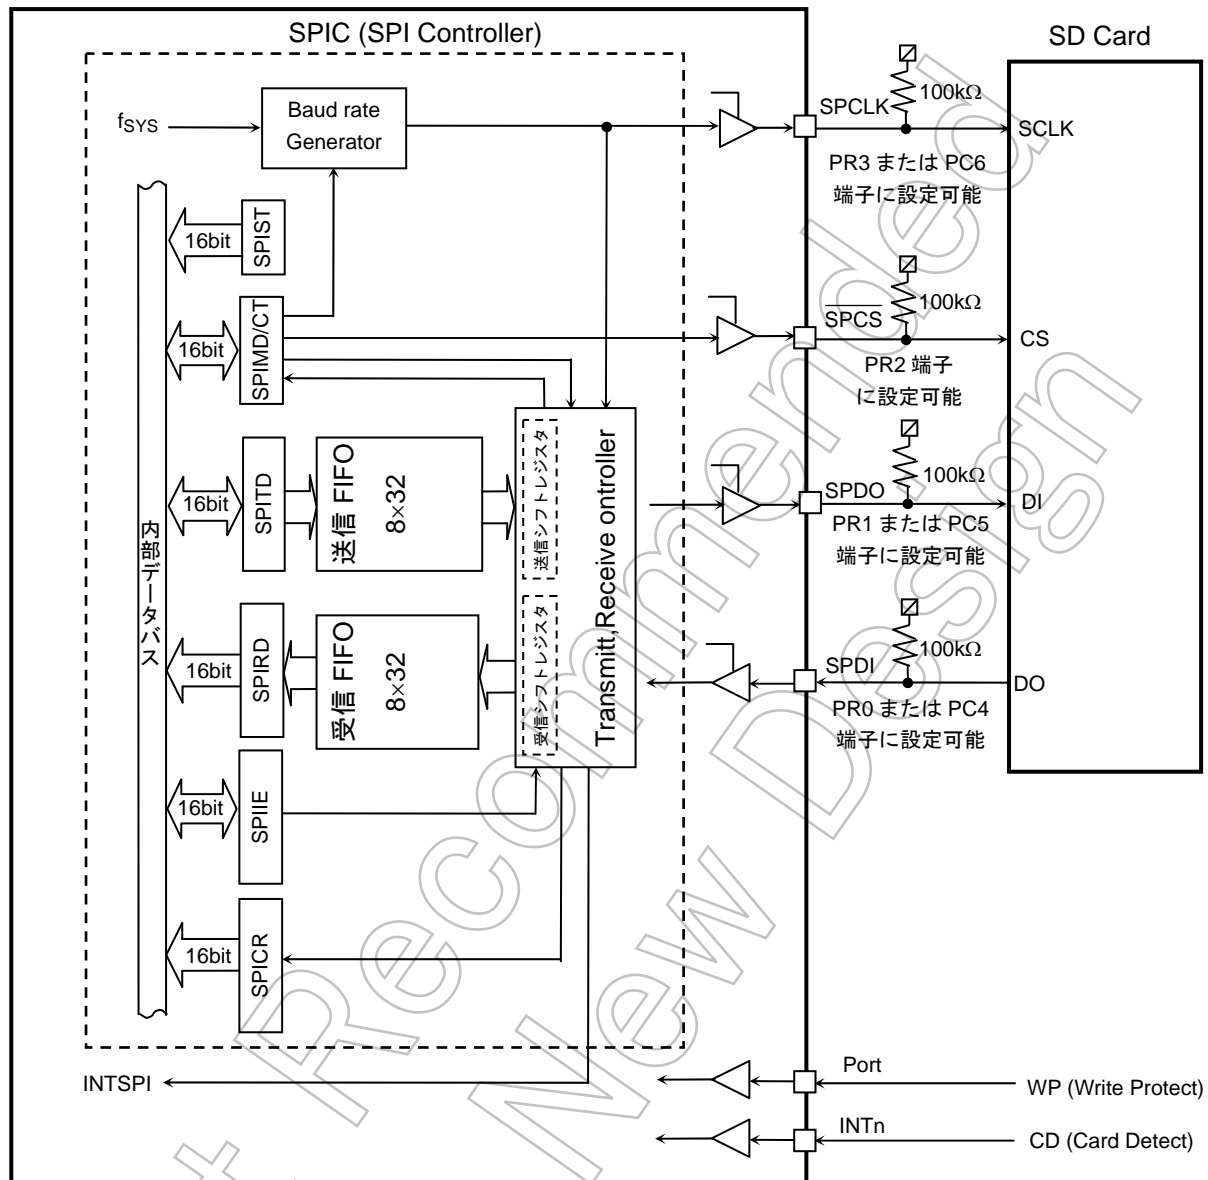 SPIC (SPI Controller)
SD Card
fSYS
Baud rate
Generator
SPCLK
100kΩ
SCLK
PR3 または PC6
端子に設定可能
16bit
SPIST
16bit
SPIMD/CT
SPCS
100kΩ
CS
PR2 端子
に設定可能
内部データバス
16bit
SPITD
送信 FIFO
8×32
送信シフトレジスタ
Transmitt,Receive ontroller
SPDO
100kΩ
DI
PR1 または PC5
端子に設定可能
16bit
SPIRD
受信 FIFO
8×32
受信シフトレジスタ
SPDI
100kΩ
DO
PR0 または PC4
端子に設定可能
16bit
SPIIE
16bit
SPICR
INTSPI
Port
WP (Write Protect)
INTn
CD (Card Detect)
Recommended
New Design